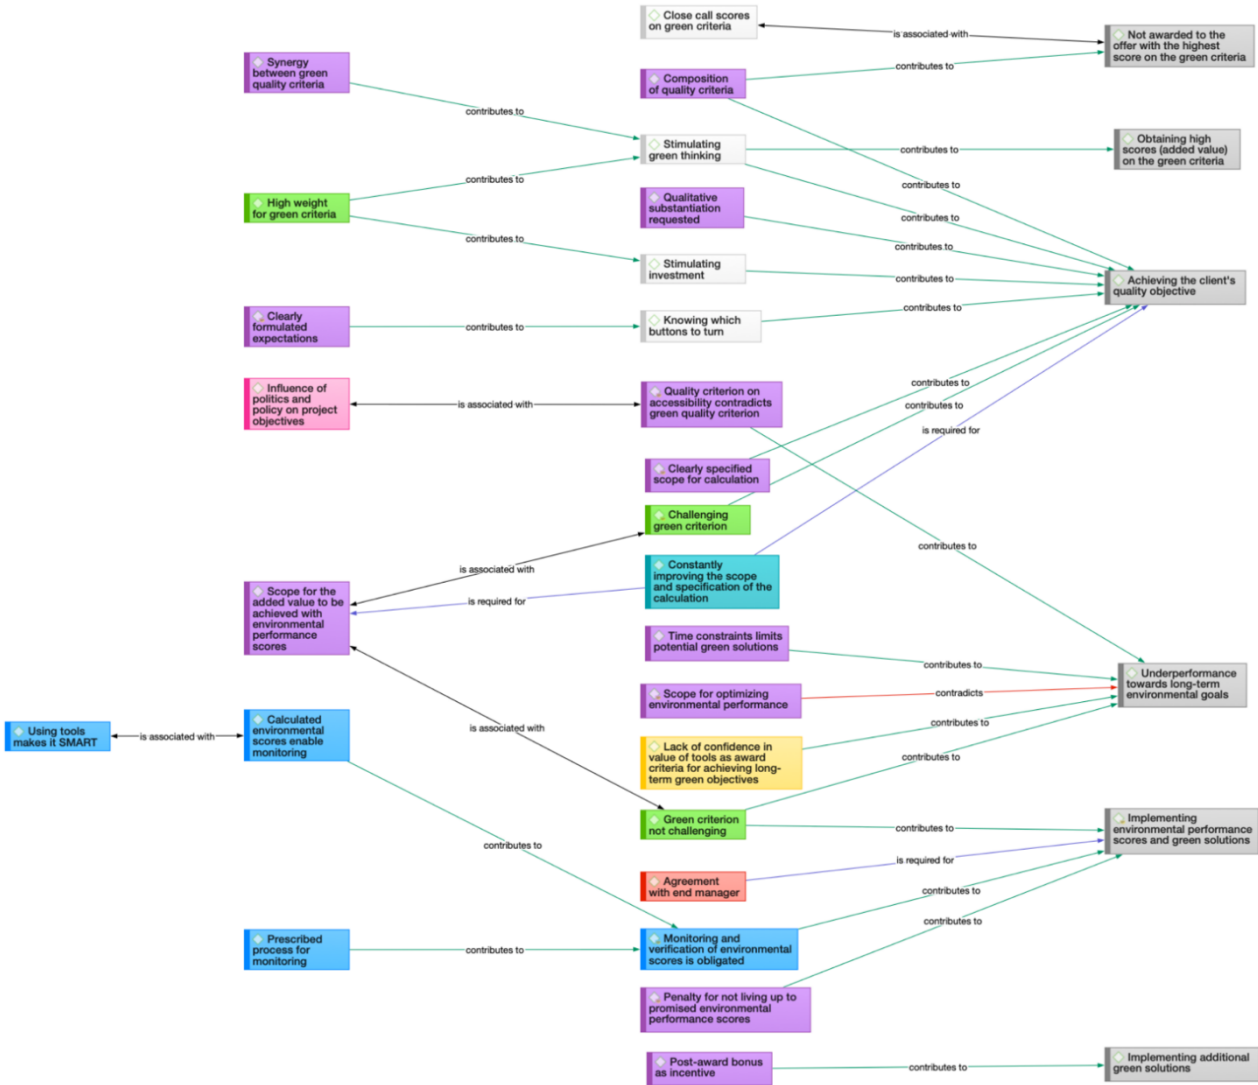 Close call scores
on green criteria
is associated with
Not awarded to the
offer with the highest
score on the green criteria
Synergy
between green
quality criteria
Composition
of quality criteria
contributes to
contributes to
Stimulating
green thinking
contributes to
Obtaining high
scores (added value)
on the green criteria
High weight
for green criteria
contributes to
Qualitative
substantiation
requested
contributes to
contributes to
contributes to
contributes to
Stimulating
investment
contributes to
Achieving the client's
quality objective
Clearly
formulated
expectations
contributes to
Knowing which
buttons to turn
contributes to
Influence of
politics and
policy on project
objectives
is associated with
Quality criterion on
accessibility contradicts
green quality criterion
contributes to
contributes to
is required for
Clearly specified
scope for calculation
Challenging
green criterion
contributes to
is associated with
Constantly
improving the scope
and specification of the
calculation
Scope for the
added value to be
achieved with
environmental
performance
scores
is required for
Time constraints limits
potential green solutions
contributes to
Underperformance
towards long-term
environmental goals
Scope for optimizing
environmental performance
contradicts
Using tools
makes it SMART
is associated with
Calculated
environmental
scores enable
monitoring
is associated with
contributes to
Lack of confidence in
value of tools as award
criteria for achieving long-
term green objectives
contributes to
Green criterion
not challenging
contributes to
Implementing
environmental performance
scores and green solutions
contributes to
is required for
Agreement
with end manager
contributes to
contributes to
Prescribed
process for
monitoring
contributes to
Monitoring and
verification of environmental
scores is obligated
Penalty for not living up to
promised environmental
performance scores
Post-award bonus
as incentive
contributes to
Implementing additional
green solutions